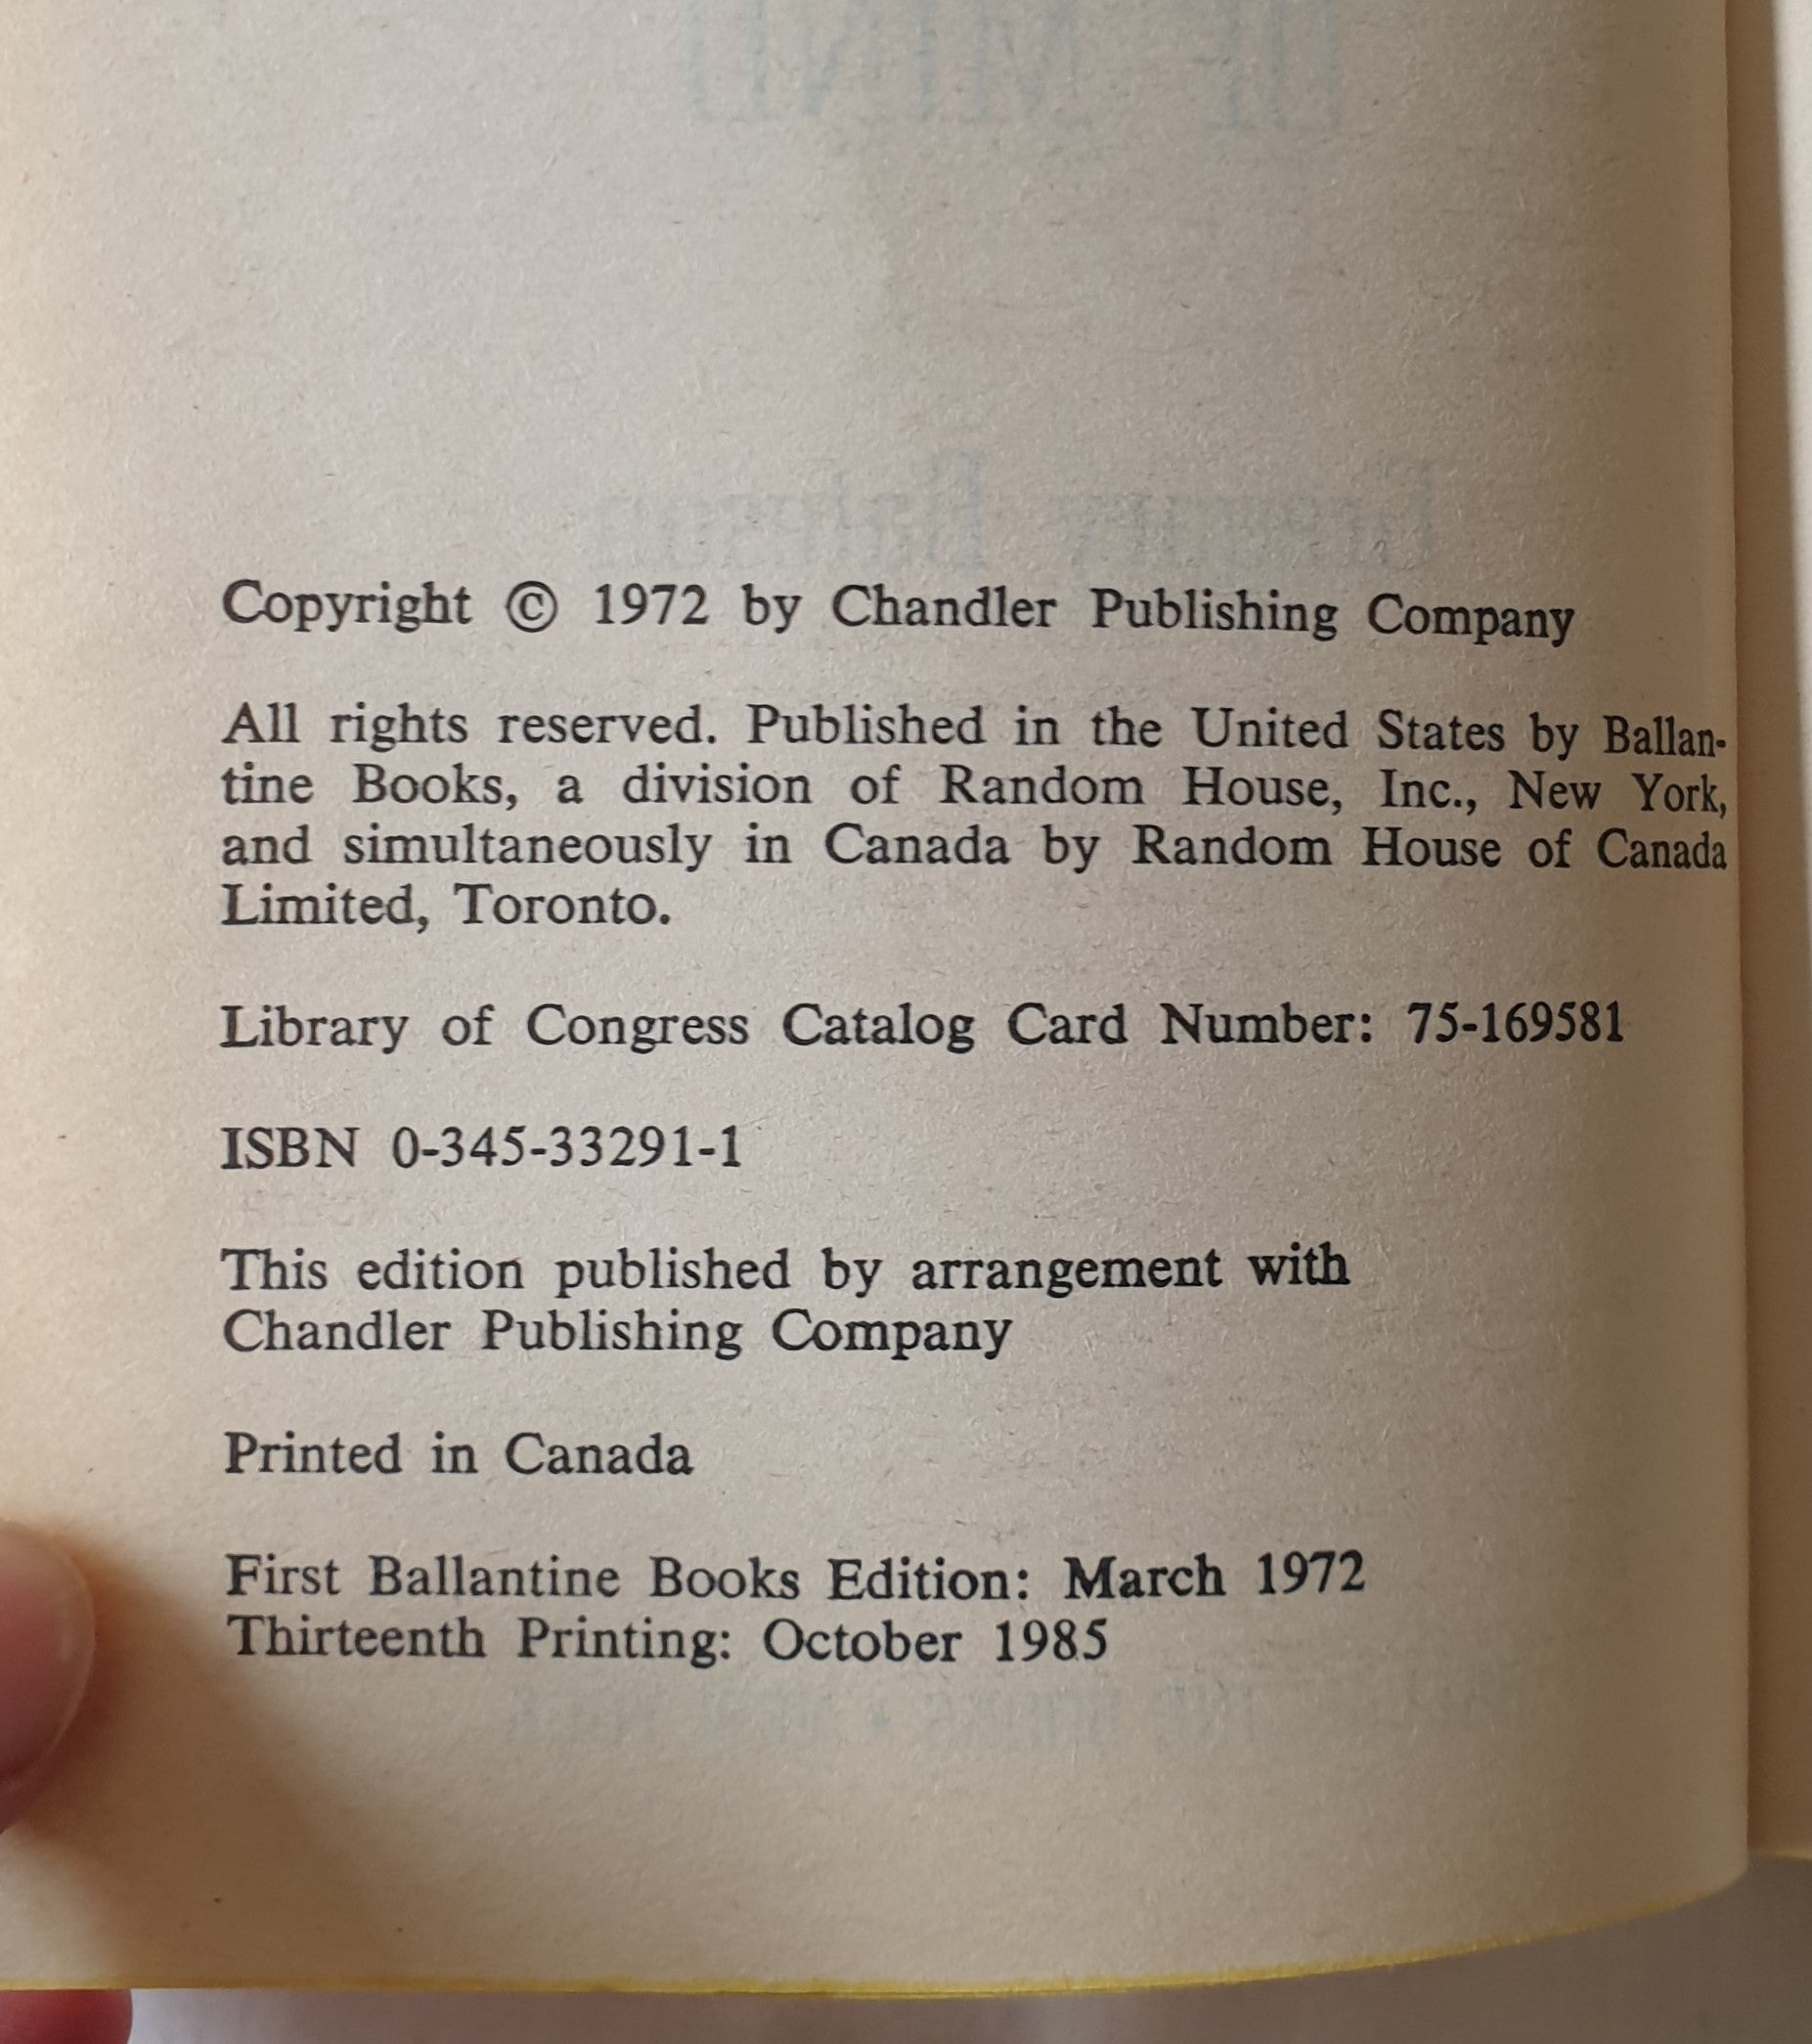 Copyright © 1972 by Chandler Publishing Company
All rights reserved. Published in the United States by Ballan-
tine Books, a division of Random House, Inc., New York,
and simultaneously in Canada by Random House of Canada
Limited, Toronto.
Library of Congress Catalog Card Number: 75-169581
ISBN 0-345-33291-1
This edition published by arrangement with
Chandler Publishing Company
Printed in Canada
First Ballantine Books Edition: March 1972
Thirteenth Printing: October 1985